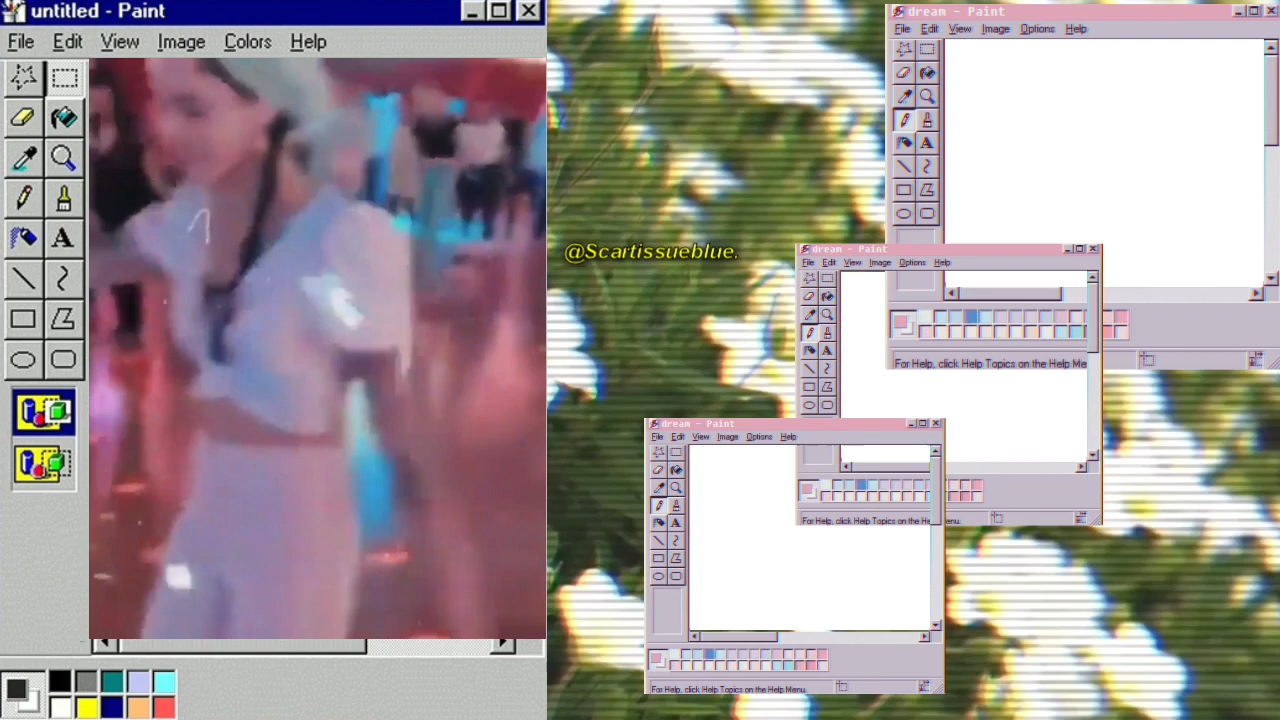 untitled - Paint
File Edit View Image Colors Help
A
dream - Paint
File Edit View Image Options Help
A
For Help, click Help Topics on the Help Me
@Scartissueblue.
dream - Paint
File Edit View Image Options Help
A
For Help, click Help Topics on the He
enu.
dream - Paint
File Edit View Image Options Help
A
For Help, click Help Topics on the Help Menu.